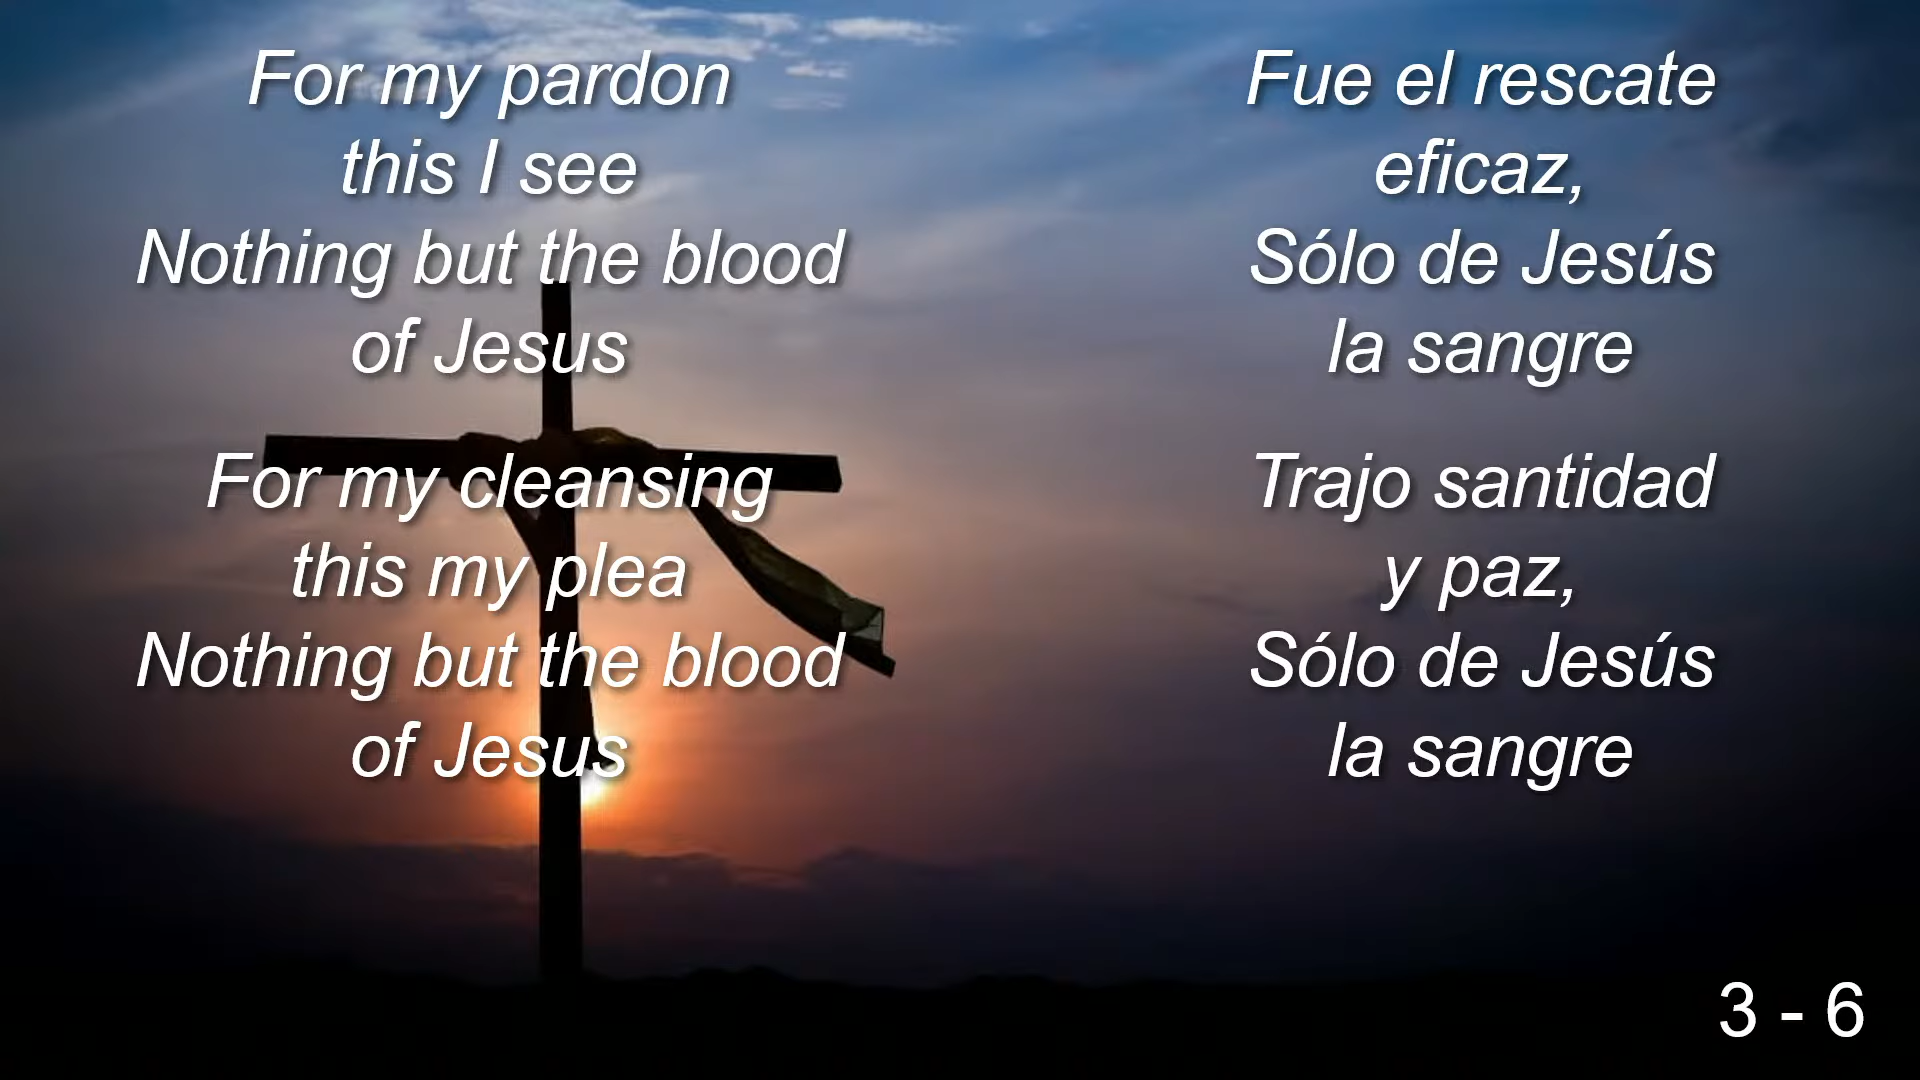 For my pardon
this I see
Nothing but the blood
of Jesus
For my cleansing
this my plea
Nothing but the blood
of Jesus
Fue el rescate
eficaz,
Sólo de Jesús
la sangre
Trajo santidad
y paz,
Sólo de Jesús
la sangre
3 - 6